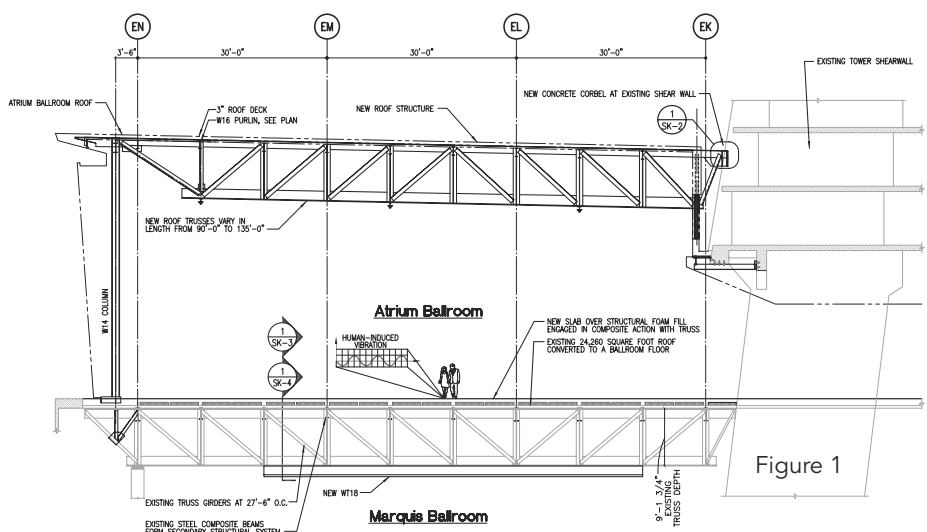 EN
EM
EL
EK
3'-6"
30'-0"
30'-0"
30'-0"
EXISTING TOWER SHEARWALL
ATRIUM BALLROOM ROOF
3" ROOF DECK
W16 PURLIN, SEE PLAN
NEW ROOF STRUCTURE
NEW CONCRETE CORBEL AT EXISTING SHEAR WALL
1
SK-2
NEW ROOF TRUSSES VARY IN
LENGTH FROM 90'-0" TO 135'-0"
W14 COLUMN
Atrium Ballroom
1
SK-3
HUMAN-INDUCED
VIBRATION
NEW SLAB OVER STRUCTURAL FOAM FILL
ENGAGED IN COMPOSITE ACTION WITH TRUSS
EXISTING 24,260 SQUARE FOOT ROOF
CONVERTED TO A BALLROOM FLOOR
1
SK-4
9'-1 3/4"
EXISTING
TRUSS DEPTH
Figure 1
EXISTING TRUSS GIRDERS AT 27'-6" O.C.
NEW WT18
EXISTING STEEL COMPOSITE BEAMS
FORM SECONDARY STRUCTURAL SYSTEM
Marquis Ballroom